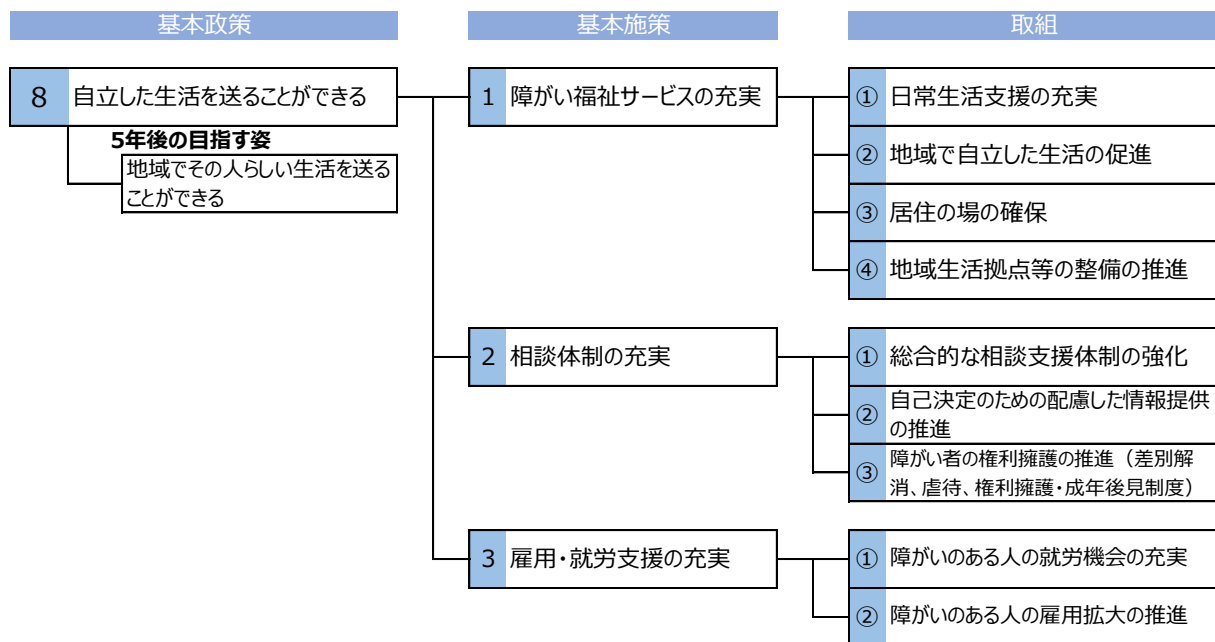 基本政策
基本施策
取組
8 自立した生活を送ることができる
5年後の目指す姿
地域でその人らしい生活を送る
ことができる
1 障がい福祉サービスの充実
① 日常生活支援の充実
② 地域で自立した生活の促進
③ 居住の場の確保
④ 地域生活拠点等の整備の推進
2 相談体制の充実
① 総合的な相談支援体制の強化
② 自己決定のための配慮した情報提供
の推進
③ 障がい者の権利擁護の推進（差別解
消、虐待、権利擁護・成年後見制度）
3 雇用・就労支援の充実
① 障がいのある人の就労機会の充実
② 障がいのある人の雇用拡大の推進